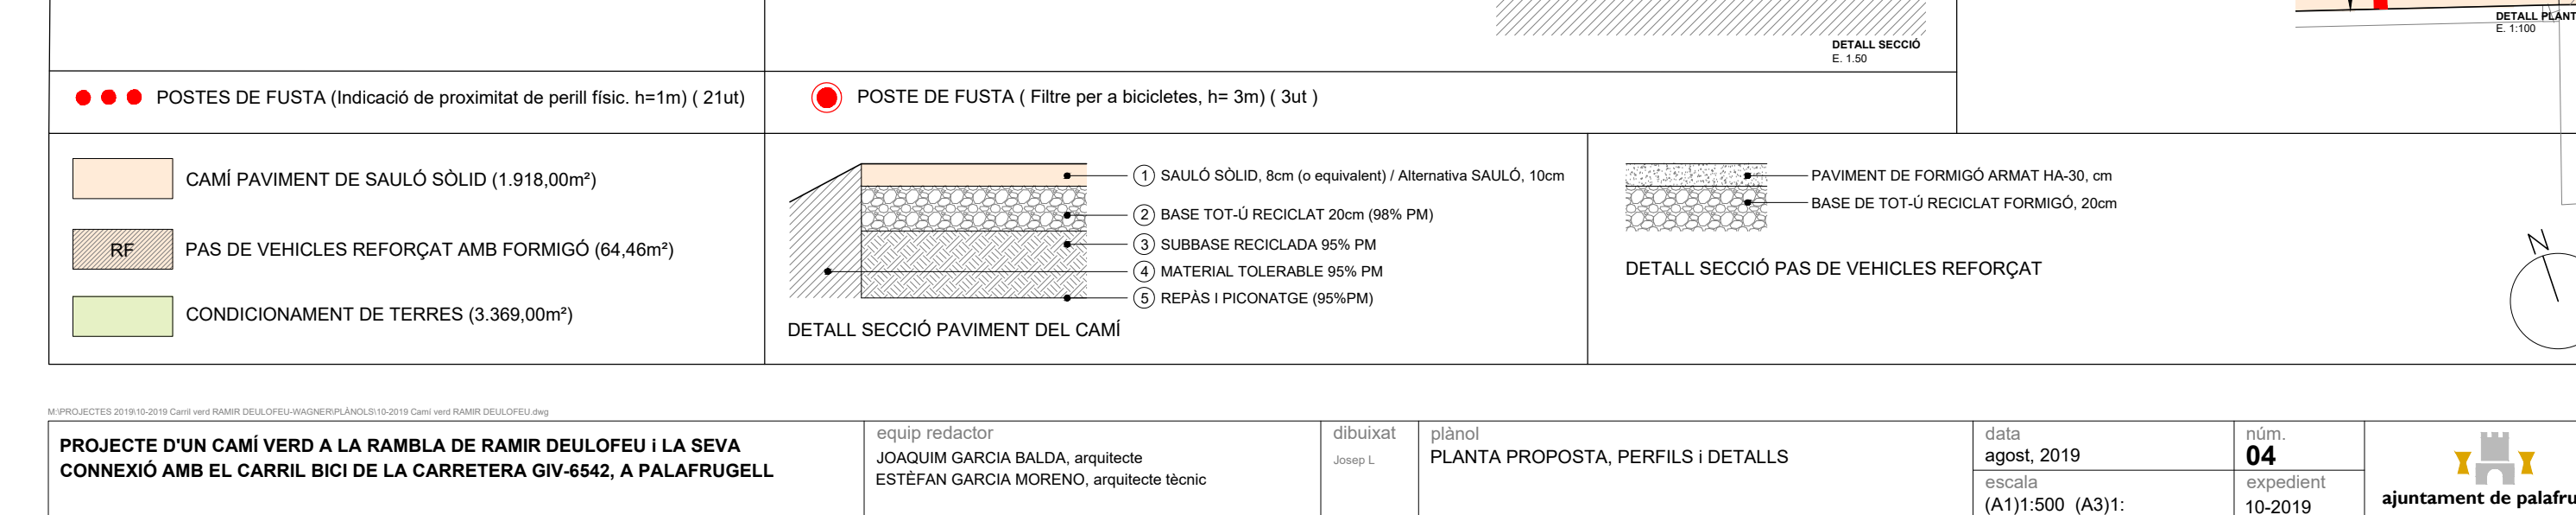 DETALL SECCIÓ
E. 1.50
DETALL PLANT
E. 1:100
POSTES DE FUSTA (Indicació de proximitat de perill físic. h=1m) ( 21ut)
POSTE DE FUSTA ( Filtre per a bicicletes, h= 3m) ( 3ut )
CAMÍ PAVIMENT DE SAULÓ SÒLID (1.918,00m²)
RF
PAS DE VEHICLES REFORÇAT AMB FORMIGÓ (64,46m²)
CONDICIONAMENT DE TERRES (3.369,00m²)
1 SAULÓ SÒLID, 8cm (o equivalent) / Alternativa SAULÓ, 10cm
2 BASE TOT-Ú RECICLAT 20cm (98% PM)
3 SUBBASE RECICLADA 95% PM
4 MATERIAL TOLERABLE 95% PM
5 REPÀS I PICONATGE (95%PM)
DETALL SECCIÓ PAVIMENT DEL CAMÍ
PAVIMENT DE FORMIGÓ ARMAT HA-30, cm
BASE DE TOT-Ú RECICLAT FORMIGÓ, 20cm
DETALL SECCIÓ PAS DE VEHICLES REFORÇAT
N
M:\PROJECTES 2019\10-2019 Carril verd RAMIR DEULOFEU-WAGNER\PLÀNOLS\10-2019 Camí verd RAMIR DEULOFEU.dwg
PROJECTE D'UN CAMÍ VERD A LA RAMBLA DE RAMIR DEULOFEU i LA SEVA
CONNEXIÓ AMB EL CARRIL BICI DE LA CARRETERA GIV-6542, A PALAFRUGELL
equip redactor
JOAQUIM GARCIA BALDA, arquitecte
ESTÈFAN GARCIA MORENO, arquitecte tècnic
dibuixat
Josep L
plànol
PLANTA PROPOSTA, PERFILS i DETALLS
data
agost, 2019
escala
(A1)1:500 (A3)1:
núm.
04
expedient
10-2019
ajuntament de palafru